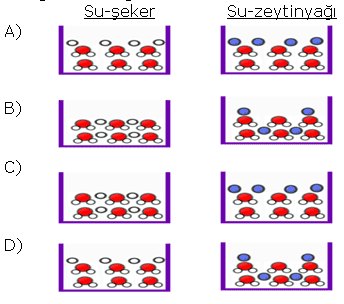 Su-şeker Su-zeytinyağı
A)
B)
C)
D)